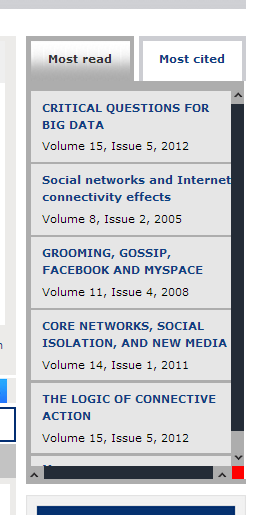 Most read
Most cited
CRITICAL QUESTIONS FOR
BIG DATA
Volume 15, Issue 5, 2012
Social networks and Internet
connectivity effects
Volume 8, Issue 2, 2005
GROOMING, GOSSIP,
FACEBOOK AND MYSPACE
Volume 11, Issue 4, 2008
CORE NETWORKS, SOCIAL
ISOLATION, AND NEW MEDIA
Volume 14, Issue 1, 2011
THE LOGIC OF CONNECTIVE
ACTION
Volume 15, Issue 5, 2012